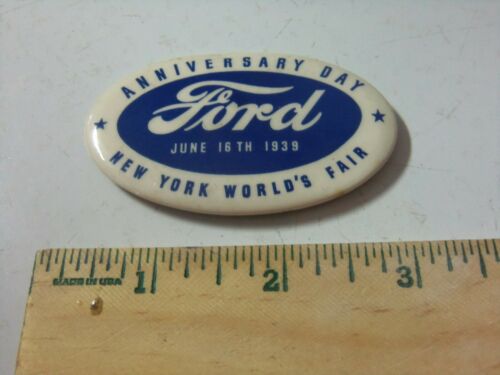 ANNIVERSARY DAY
Ford
JUNE 16TH 1939
NEW YORK WORLD'S FAIR
1 2 3
MADE IN USA